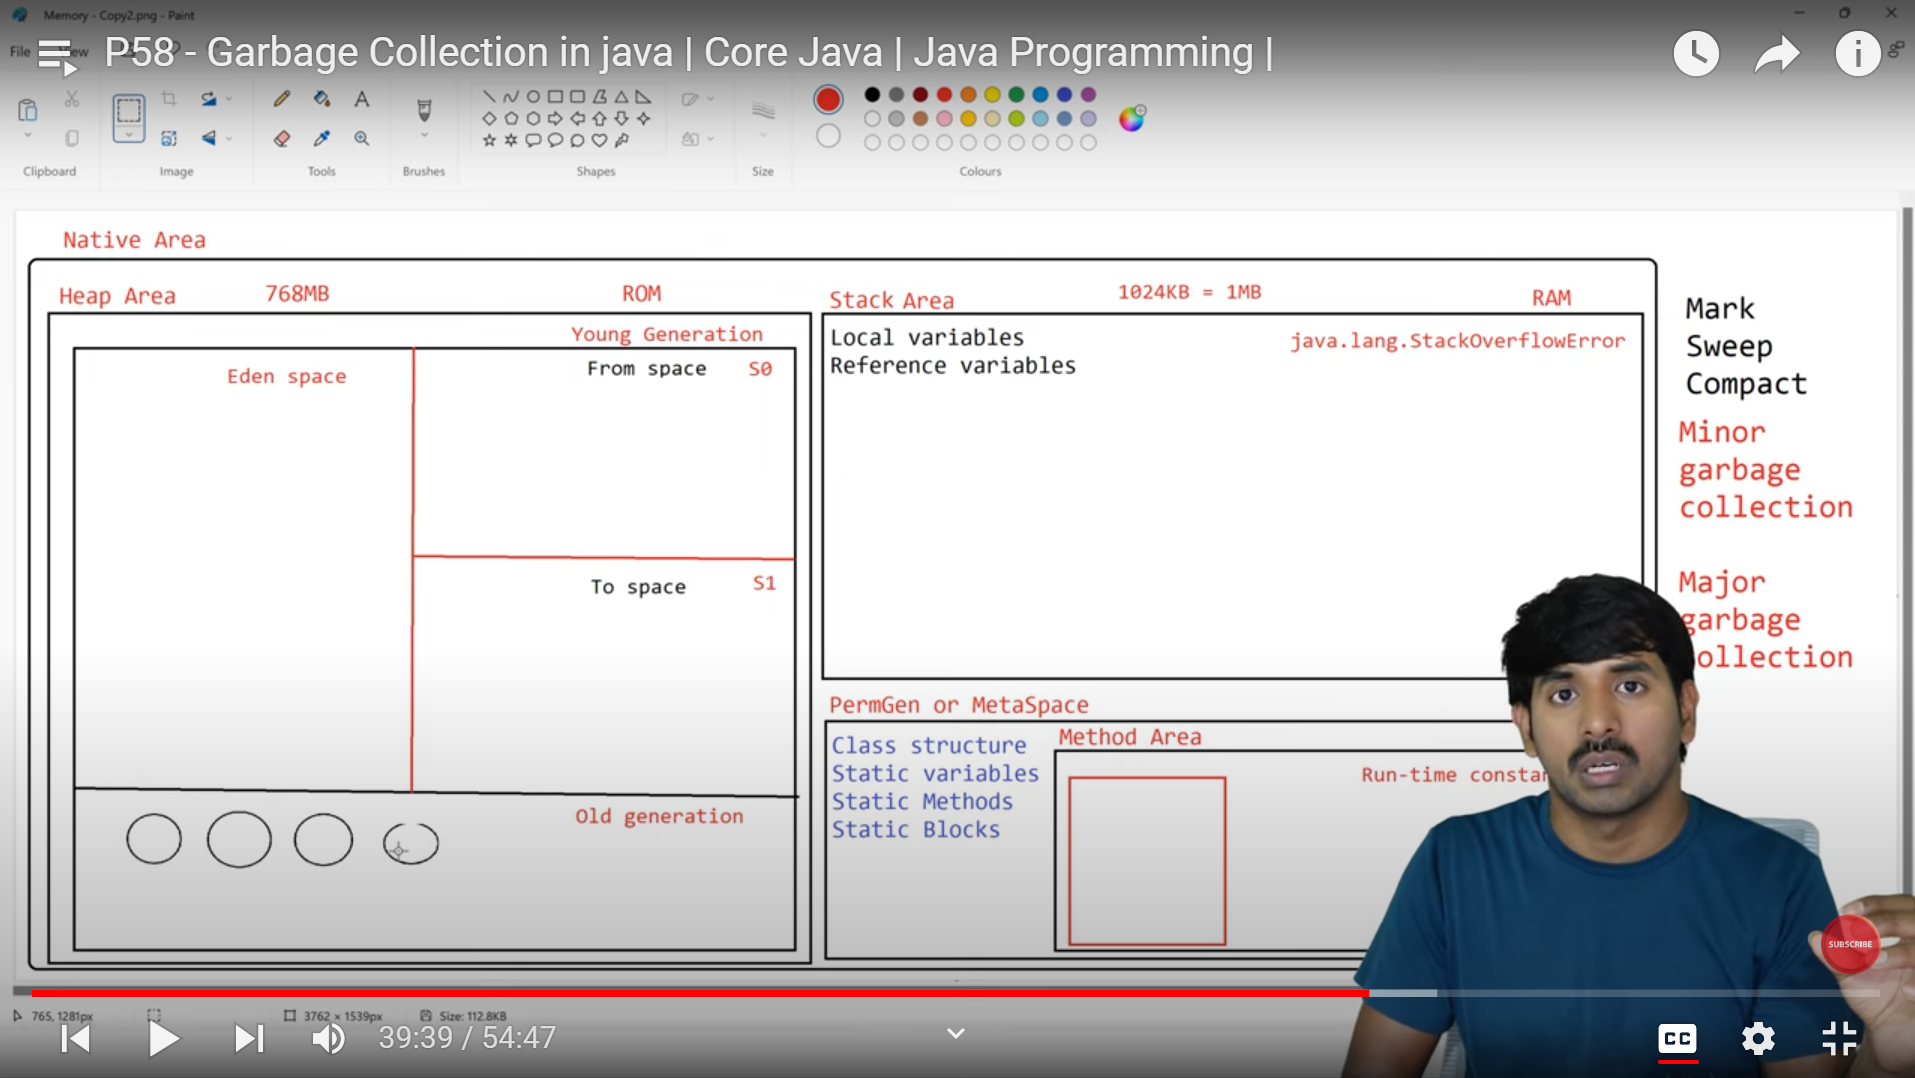 Memory - Copy2.png - Paint
File View
P58 - Garbage Collection in java | Core Java | Java Programming |
Clipboard
Image
Tools
Brushes
Shapes
Size
Colours
Native Area
Heap Area 768MB ROM
Stack Area 1024KB = 1MB RAM
Young Generation
Eden space
From space S0
To space S1
Old generation
Local variables
Reference variables
java.lang.StackOverflowError
PermGen or MetaSpace
Class structure
Static variables
Static Methods
Static Blocks
Method Area
Run-time
Mark
Sweep
Compact
Minor
garbage
collection
Major
garbage
collection
SUBSCRIBE
765, 1281px
3762 × 1539px
Size: 112.8KB
39:39 / 54:47
CC